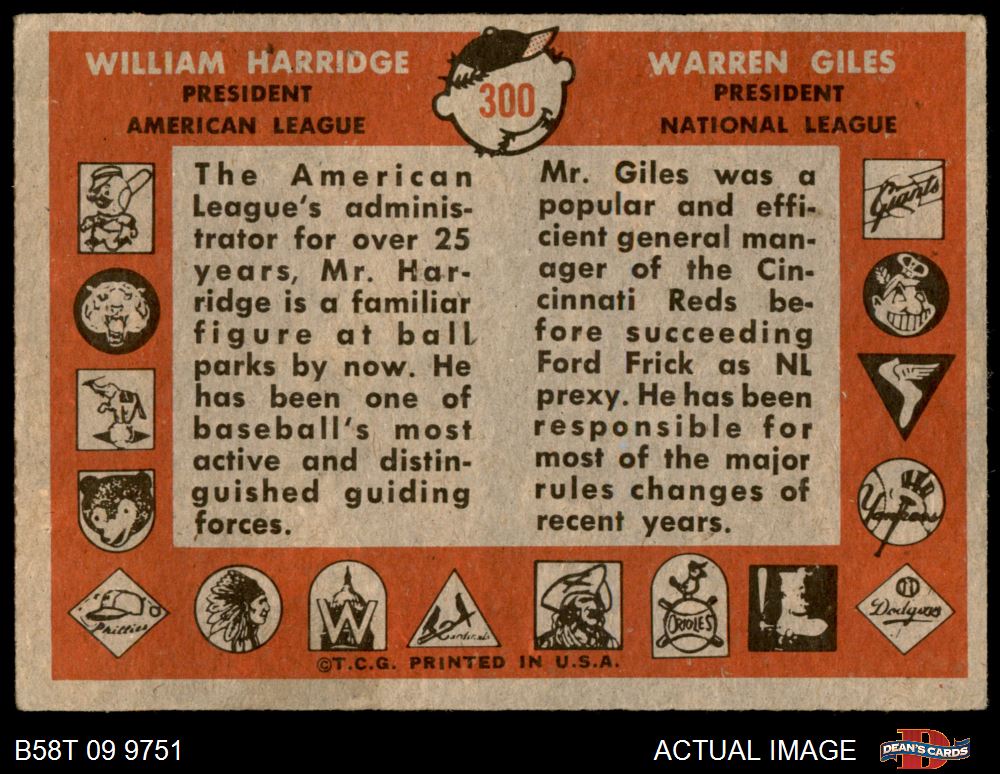 WILLIAM HARRIDGE
PRESIDENT
AMERICAN LEAGUE
300
WARREN GILES
PRESIDENT
NATIONAL LEAGUE
The American
League's adminis-
trator for over 25
years, Mr. Har-
ridge is a familiar
figure at ball
parks by now. He
has been one of
baseball's most
active and distin-
guished guiding
forces.
Mr. Giles was a
popular and effi-
cient general man-
ager of the Cin-
cinnati Reds be-
fore succeeding
Ford Frick as NL
prexy. He has been
responsible for
most of the major
rules changes of
recent years.
Giants
Yankees
Phillies
W
Cardinals
ORIOLES
Dodgers
©T.C.G. PRINTED IN U.S.A.
B58T 09 9751
ACTUAL IMAGE
DEAN'S CARDS